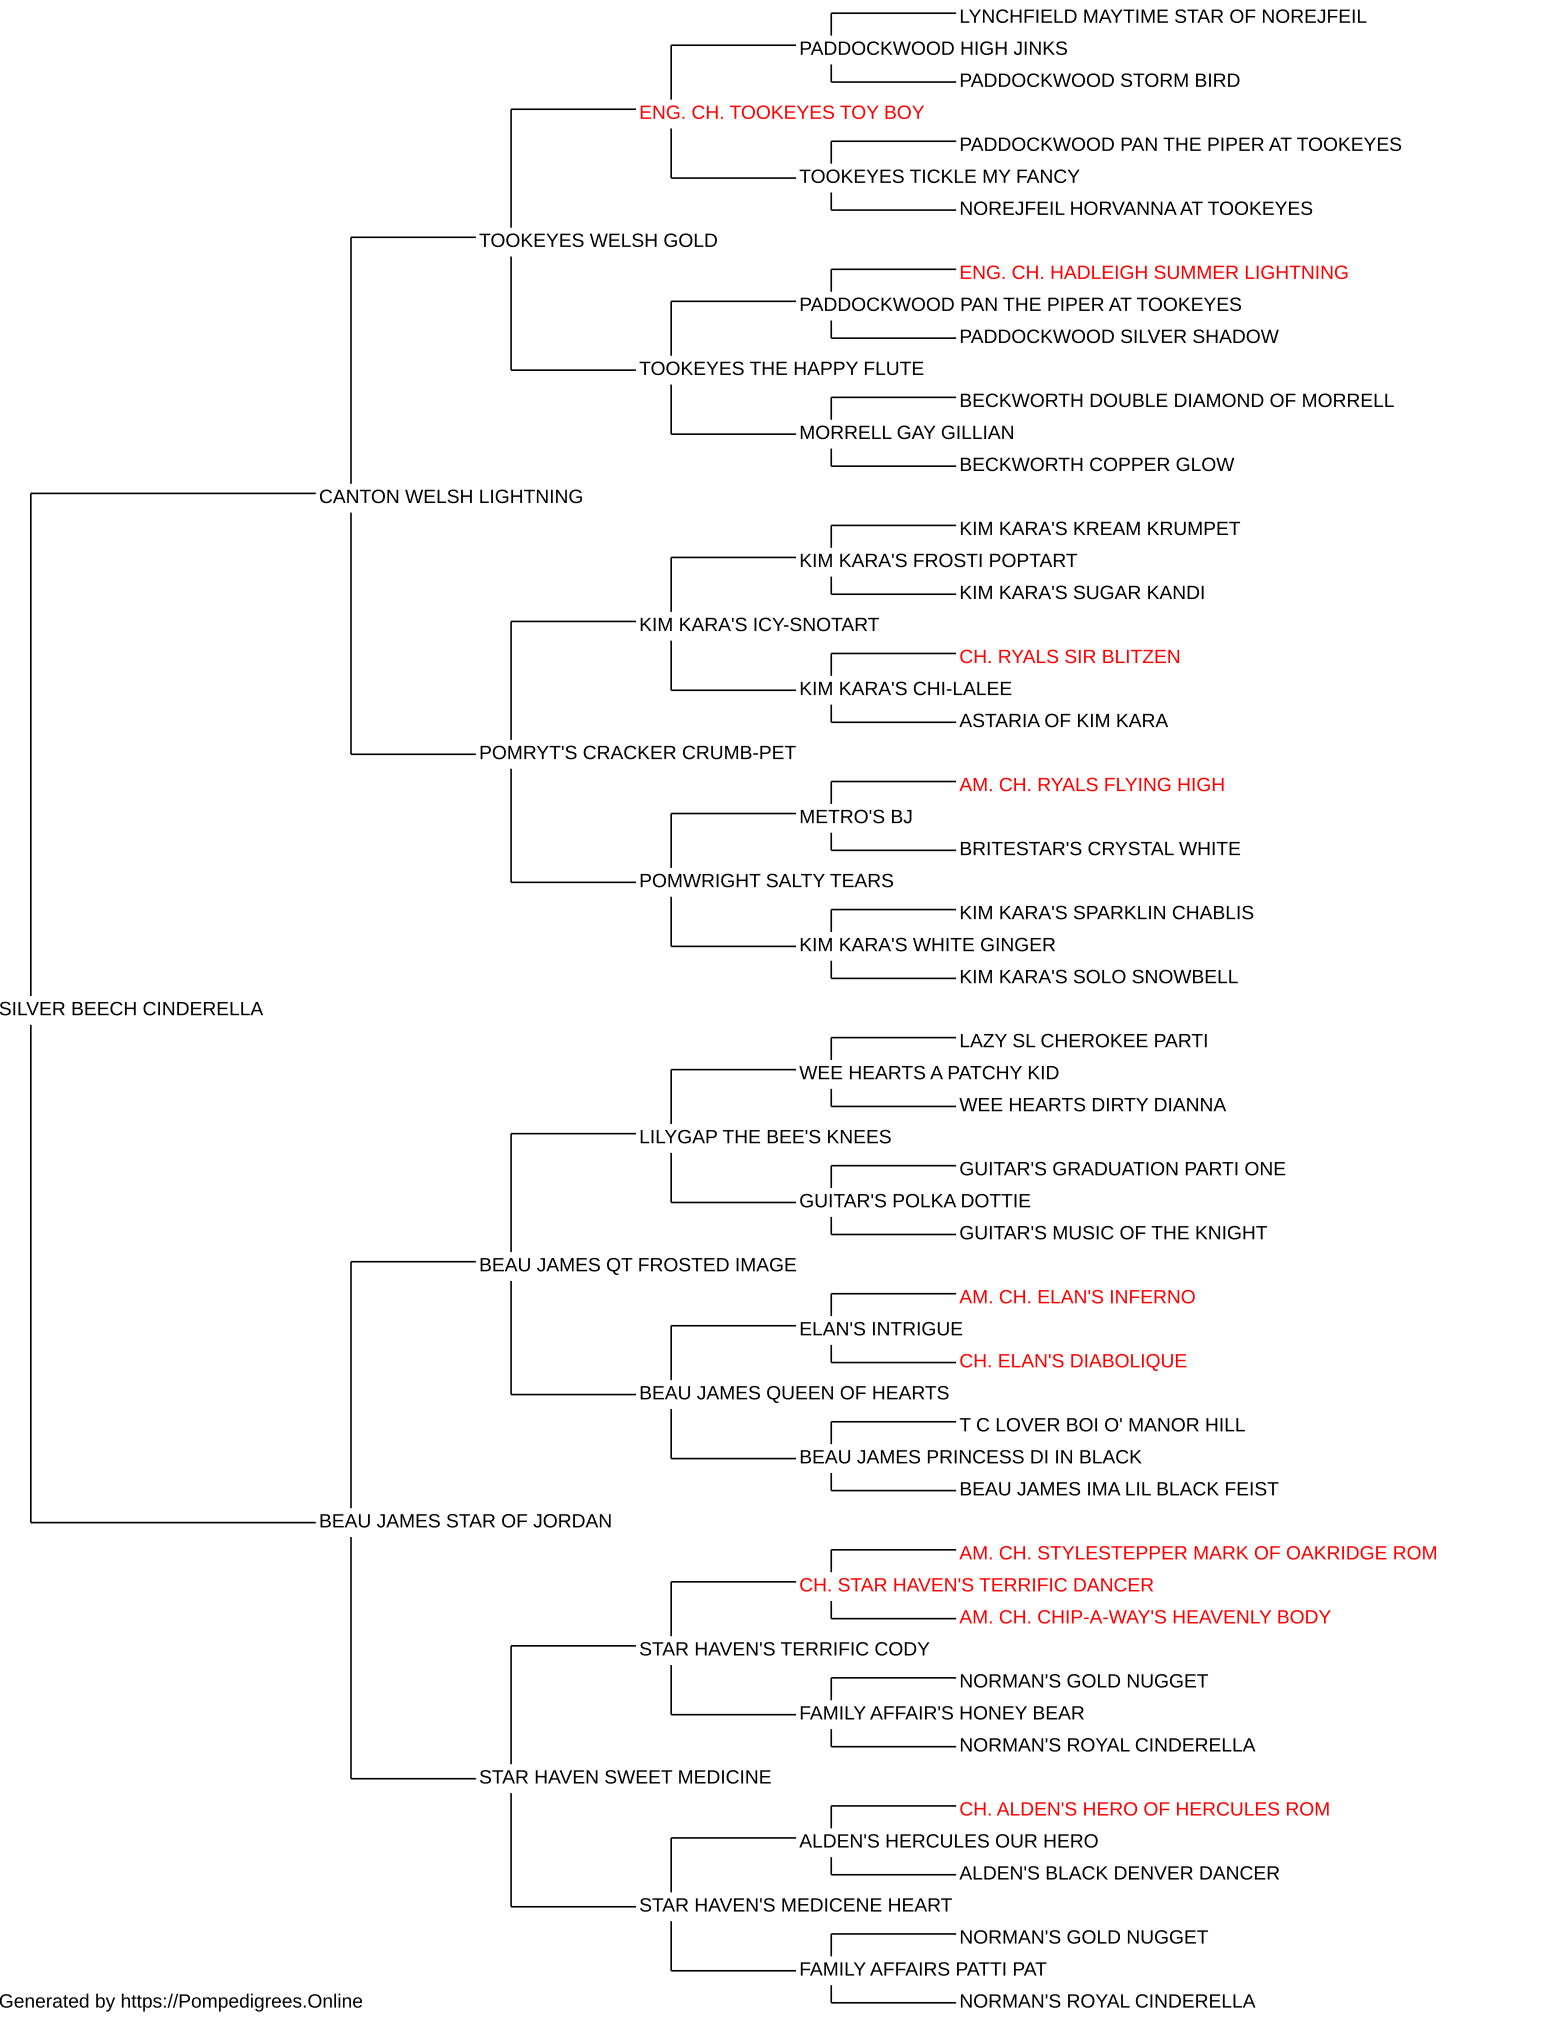 LYNCHFIELD MAYTIME STAR OF NOREJFEIL
PADDOCKWOOD HIGH JINKS
PADDOCKWOOD STORM BIRD
ENG. CH. TOOKEYES TOY BOY
PADDOCKWOOD PAN THE PIPER AT TOOKEYES
TOOKEYES TICKLE MY FANCY
NOREJFEIL HORVANNA AT TOOKEYES
TOOKEYES WELSH GOLD
ENG. CH. HADLEIGH SUMMER LIGHTNING
PADDOCKWOOD PAN THE PIPER AT TOOKEYES
PADDOCKWOOD SILVER SHADOW
TOOKEYES THE HAPPY FLUTE
BECKWORTH DOUBLE DIAMOND OF MORRELL
MORRELL GAY GILLIAN
BECKWORTH COPPER GLOW
CANTON WELSH LIGHTNING
KIM KARA'S KREAM KRUMPET
KIM KARA'S FROSTI POPTART
KIM KARA'S SUGAR KANDI
KIM KARA'S ICY-SNOTART
CH. RYALS SIR BLITZEN
KIM KARA'S CHI-LALEE
ASTARIA OF KIM KARA
POMRYT'S CRACKER CRUMB-PET
AM. CH. RYALS FLYING HIGH
METRO'S BJ
BRITESTAR'S CRYSTAL WHITE
POMWRIGHT SALTY TEARS
KIM KARA'S SPARKLIN CHABLIS
KIM KARA'S WHITE GINGER
KIM KARA'S SOLO SNOWBELL
SILVER BEECH CINDERELLA
LAZY SL CHEROKEE PARTI
WEE HEARTS A PATCHY KID
WEE HEARTS DIRTY DIANNA
LILYGAP THE BEE'S KNEES
GUITAR'S GRADUATION PARTI ONE
GUITAR'S POLKA DOTTIE
GUITAR'S MUSIC OF THE KNIGHT
BEAU JAMES QT FROSTED IMAGE
AM. CH. ELAN'S INFERNO
ELAN'S INTRIGUE
CH. ELAN'S DIABOLIQUE
BEAU JAMES QUEEN OF HEARTS
T C LOVER BOI O' MANOR HILL
BEAU JAMES PRINCESS DI IN BLACK
BEAU JAMES IMA LIL BLACK FEIST
BEAU JAMES STAR OF JORDAN
AM. CH. STYLESTEPPER MARK OF OAKRIDGE ROM
CH. STAR HAVEN'S TERRIFIC DANCER
AM. CH. CHIP-A-WAY'S HEAVENLY BODY
STAR HAVEN'S TERRIFIC CODY
NORMAN'S GOLD NUGGET
FAMILY AFFAIR'S HONEY BEAR
NORMAN'S ROYAL CINDERELLA
STAR HAVEN SWEET MEDICINE
CH. ALDEN'S HERO OF HERCULES ROM
ALDEN'S HERCULES OUR HERO
ALDEN'S BLACK DENVER DANCER
STAR HAVEN'S MEDICENE HEART
NORMAN'S GOLD NUGGET
FAMILY AFFAIRS PATTI PAT
NORMAN'S ROYAL CINDERELLA
Generated by https://Pompedigrees.Online